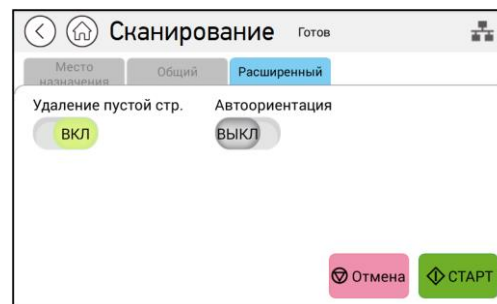 Сканирование Готов
Место назначения Общий Расширенный
Удаление пустой стр. Автоориентация
ВКЛ ВЫКЛ
Отмена СТАРТ